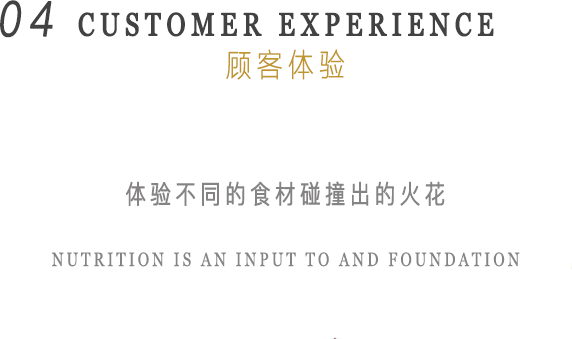 04 CUSTOMER EXPERIENCE
顾客体验
体验不同的食材碰撞出的火花
NUTRITION IS AN INPUT TO AND FOUNDATION